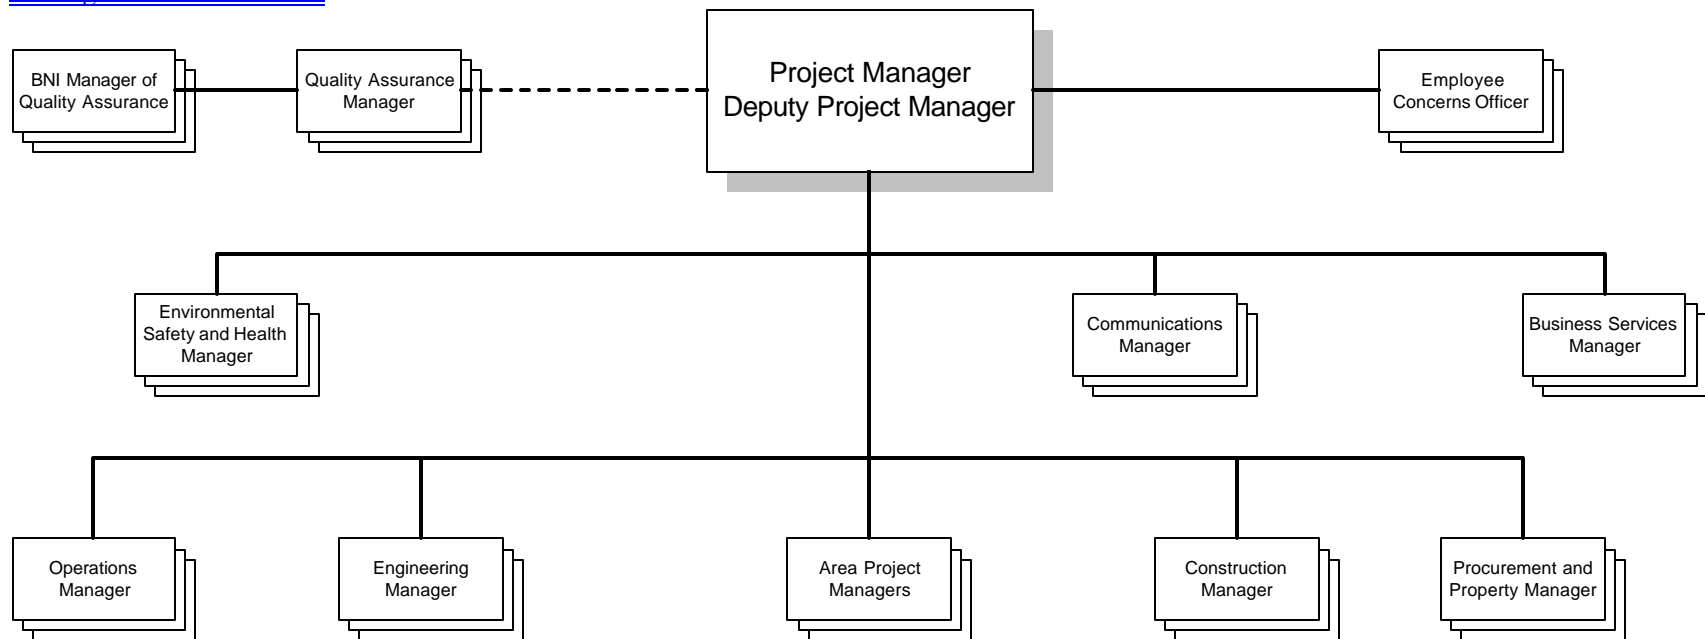 BNI Manager of
Quality Assurance
Quality Assurance
Manager
Project Manager
Deputy Project Manager
Employee
Concerns Officer
Environmental
Safety and Health
Manager
Communications
Manager
Business Services
Manager
Operations
Manager
Engineering
Manager
Area Project
Managers
Construction
Manager
Procurement and
Property Manager